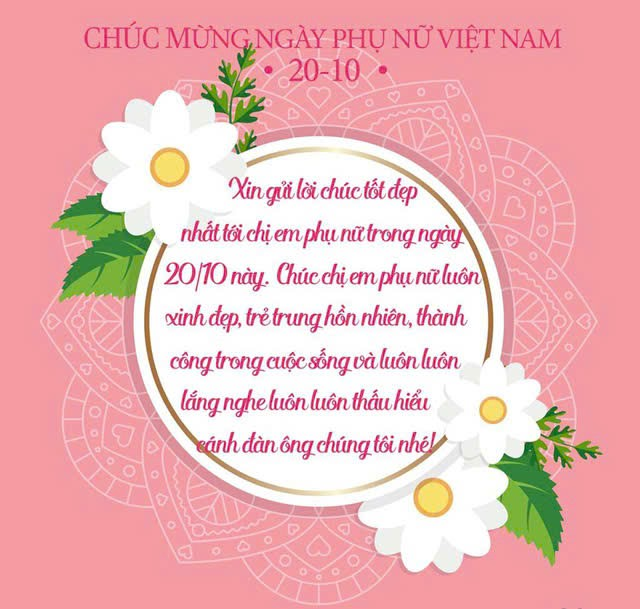 CHÚC MỪNG NGÀY PHỤ NỮ VIỆT NAM
• 20-10 •
Xin gửi lời chúc tốt đẹp
nhất tới chị em phụ nữ trong ngày
20/10 này. Chúc chị em phụ nữ luôn
xinh đẹp, trẻ trung hồn nhiên, thành
công trong cuộc sống và luôn luôn
lắng nghe luôn luôn thấu hiểu
cánh đàn ông chúng tôi nhé!